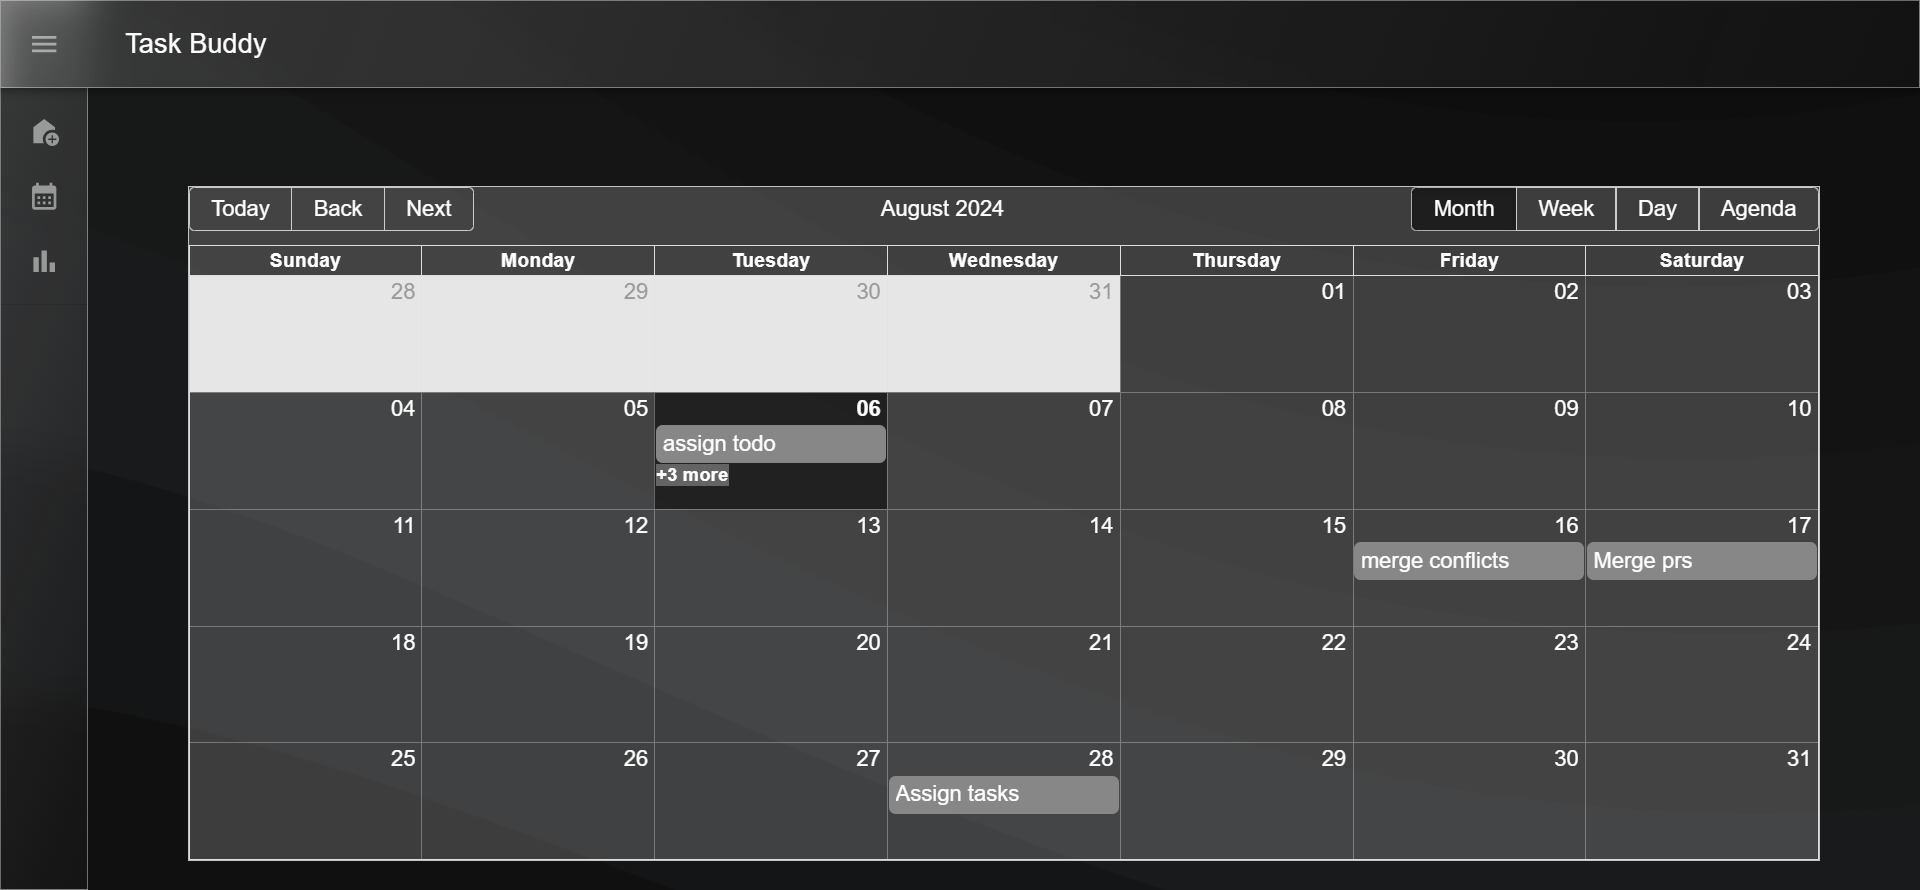 Task Buddy
Today Back Next August 2024 Month Week Day Agenda
Sunday Monday Tuesday Wednesday Thursday Friday Saturday
28 29 30 31 01 02 03
04 05 06 07 08 09 10
assign todo
+3 more
11 12 13 14 15 16 17
merge conflicts Merge prs
18 19 20 21 22 23 24
25 26 27 28 29 30 31
Assign tasks